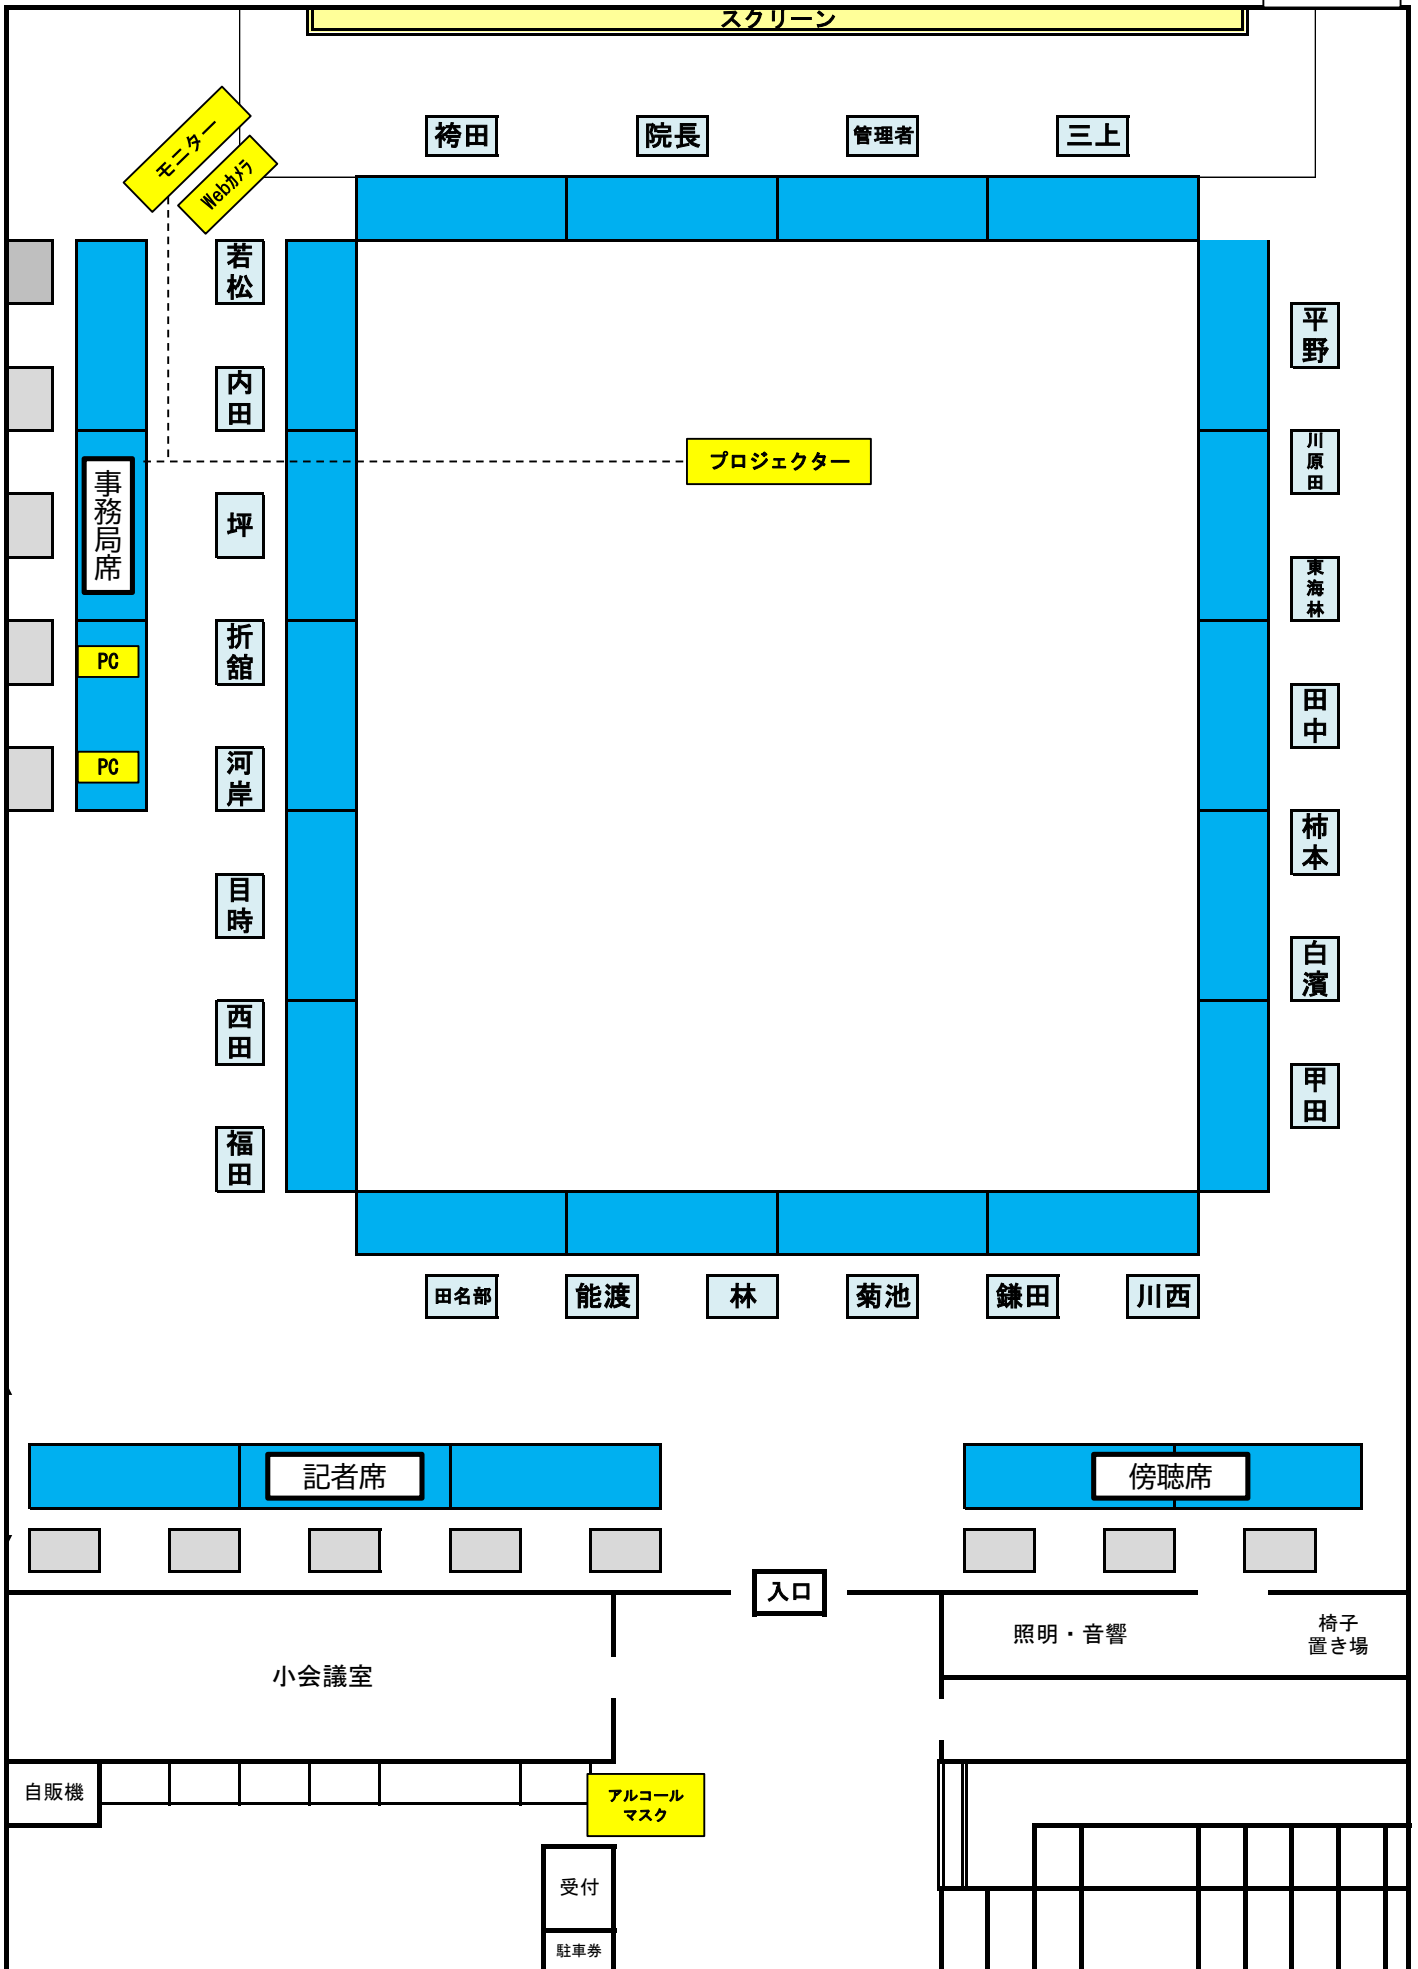 スクリーン
モニター
Webカメラ
袴田
院長
管理者
三上
若松
内田
坪
折舘
河岸
目時
西田
福田
事務局席
PC
PC
プロジェクター
平野
川原田
東海林
田中
柿本
白濱
甲田
田名部
能渡
林
菊池
鎌田
川西
記者席
傍聴席
入口
小会議室
照明・音響
椅子
置き場
自販機
アルコール
マスク
受付
駐車券